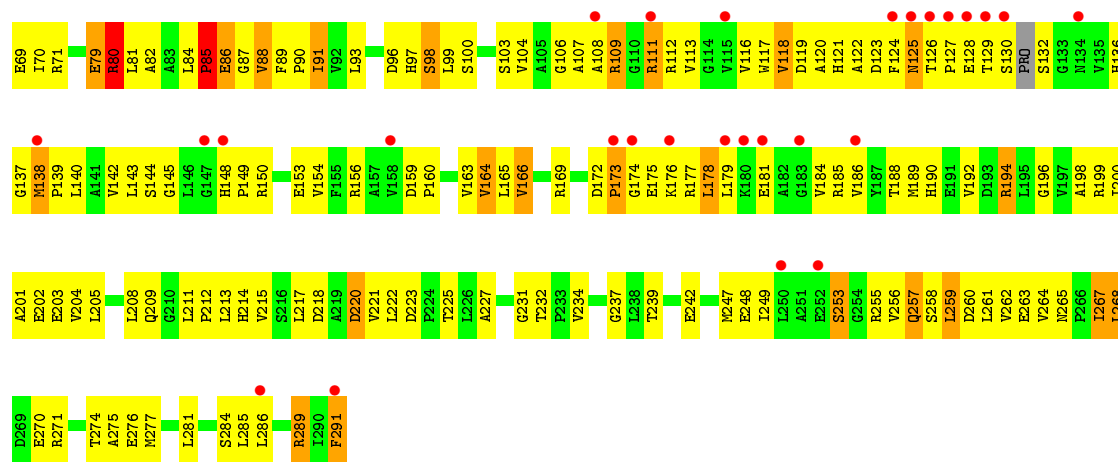 E69 I70 R71 E79 R80 L81 A82 A83 L84 P85 E86 G87 V88 F89 P90 I91 V92 L93 D96 H97 S98 L99 S100 S103 V104 A105 G106 A107 A108 R109 G110 R111 R112 V113 G114 V115 V116 W117 V118 D119 A120 H121 A122 D123 F124 N125 T126 P127 E128 T129 S130 PRO S132 G133 N134 V135 H136
G137 M138 P139 L140 A141 V142 L143 S144 G145 L146 G147 H148 P149 R150 E153 V154 F155 R156 A157 V158 D159 P160 V163 V164 L165 V166 R169 D172 P173 G174 E175 K176 R177 L178 L179 K180 E181 A182 G183 V184 R185 V186 Y187 T188 M189 H190 E191 V192 D193 R194 L195 G196 V197 A198 R199
A201 E202 E203 V204 L205 L208 Q209 G210 L211 P212 L213 H214 V215 S216 L217 D218 A219 D220 V221 L222 D223 P224 T225 L226 A227 G231 T232 P233 V234 G237 L238 T239 E242 M247 E248 I249 L250 A251 E252 S253 G254 R255 V256 Q257 S258 L259 D260 L261 V262 E263 V264 N265 P266 I267
D269 E270 R271 T274 A275 E276 M277 L281 S284 L285 L286 R289 I290 F291